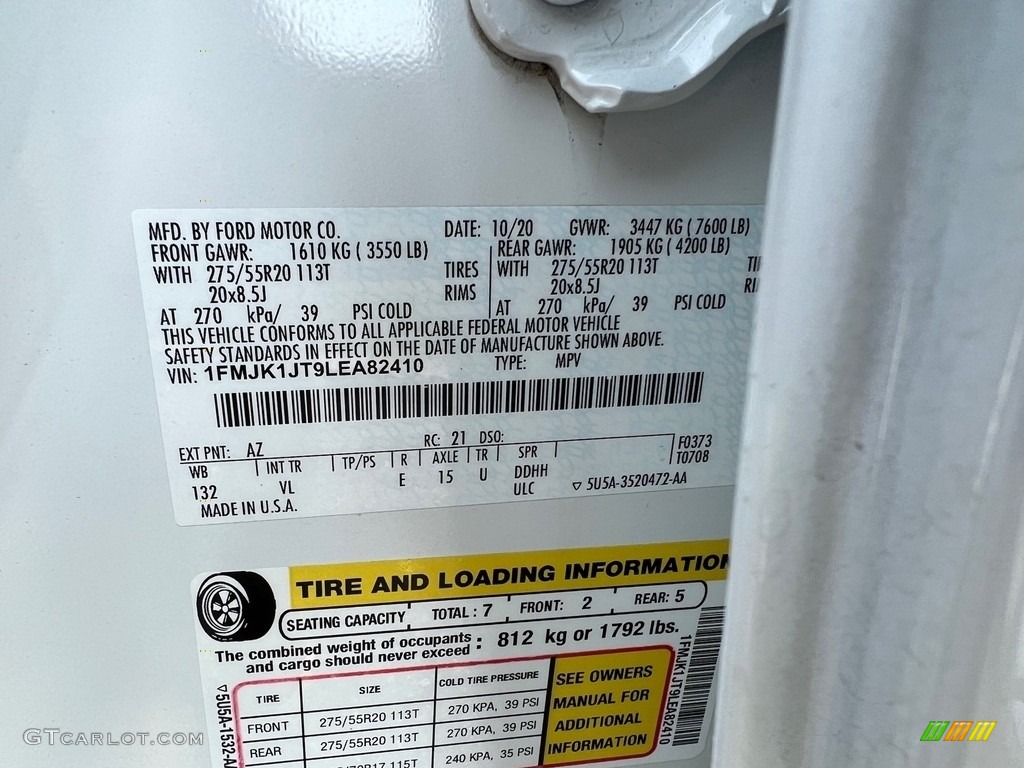 MFD. BY FORD MOTOR CO. DATE: 10/20 GVWR: 3447 KG ( 7600 LB)
FRONT GAWR: 1610 KG ( 3550 LB) REAR GAWR: 1905 KG ( 4200 LB)
WITH 275/55R20 113T TIRES WITH 275/55R20 113T
20x8.5J RIMS 20x8.5J
AT 270 kPa/ 39 PSI COLD AT 270 kPa/ 39 PSI COLD
THIS VEHICLE CONFORMS TO ALL APPLICABLE FEDERAL MOTOR VEHICLE
SAFETY STANDARDS IN EFFECT ON THE DATE OF MANUFACTURE SHOWN ABOVE.
VIN: 1FMJK1JT9LEA82410 TYPE: MPV
EXT PNT: AZ RC: 21 DSO: F0373
WB INT TR TP/PS R AXLE TR SPR T0708
132 VL E 15 U DDHH
ULC ▽ 5U5A-3520472-AA
MADE IN U.S.A.
TIRE AND LOADING INFORMATION
SEATING CAPACITY TOTAL : 7 FRONT: 2 REAR: 5
The combined weight of occupants and cargo should never exceed : 812 kg or 1792 lbs.
TIRE SIZE COLD TIRE PRESSURE
FRONT 275/55R20 113T 270 KPA, 39 PSI
REAR 275/55R20 113T 270 KPA, 39 PSI
115T 240 KPA, 35 PSI
SEE OWNERS
MANUAL FOR
ADDITIONAL
INFORMATION
1FMJK1JT9LEA82410
▽5U5A-1532-A
GTCarlot.com